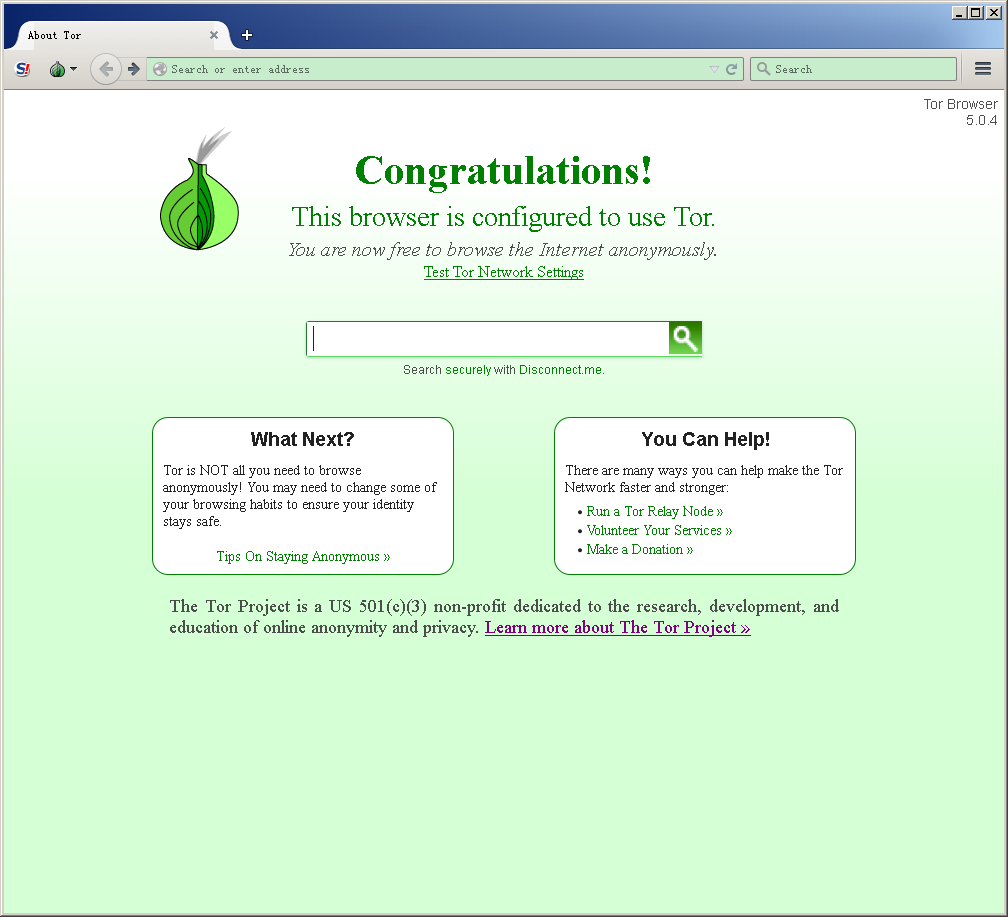 About Tor
S!
Search or enter address
Search
Tor Browser
5.0.4
Congratulations!
This browser is configured to use Tor.
You are now free to browse the Internet anonymously.
Test Tor Network Settings
Search securely with Disconnect.me.
What Next?
Tor is NOT all you need to browse
anonymously! You may need to change some of
your browsing habits to ensure your identity
stays safe.
Tips On Staying Anonymous »
You Can Help!
There are many ways you can help make the Tor
Network faster and stronger:
• Run a Tor Relay Node »
• Volunteer Your Services »
• Make a Donation »
The Tor Project is a US 501(c)(3) non-profit dedicated to the research, development, and
education of online anonymity and privacy. Learn more about The Tor Project »